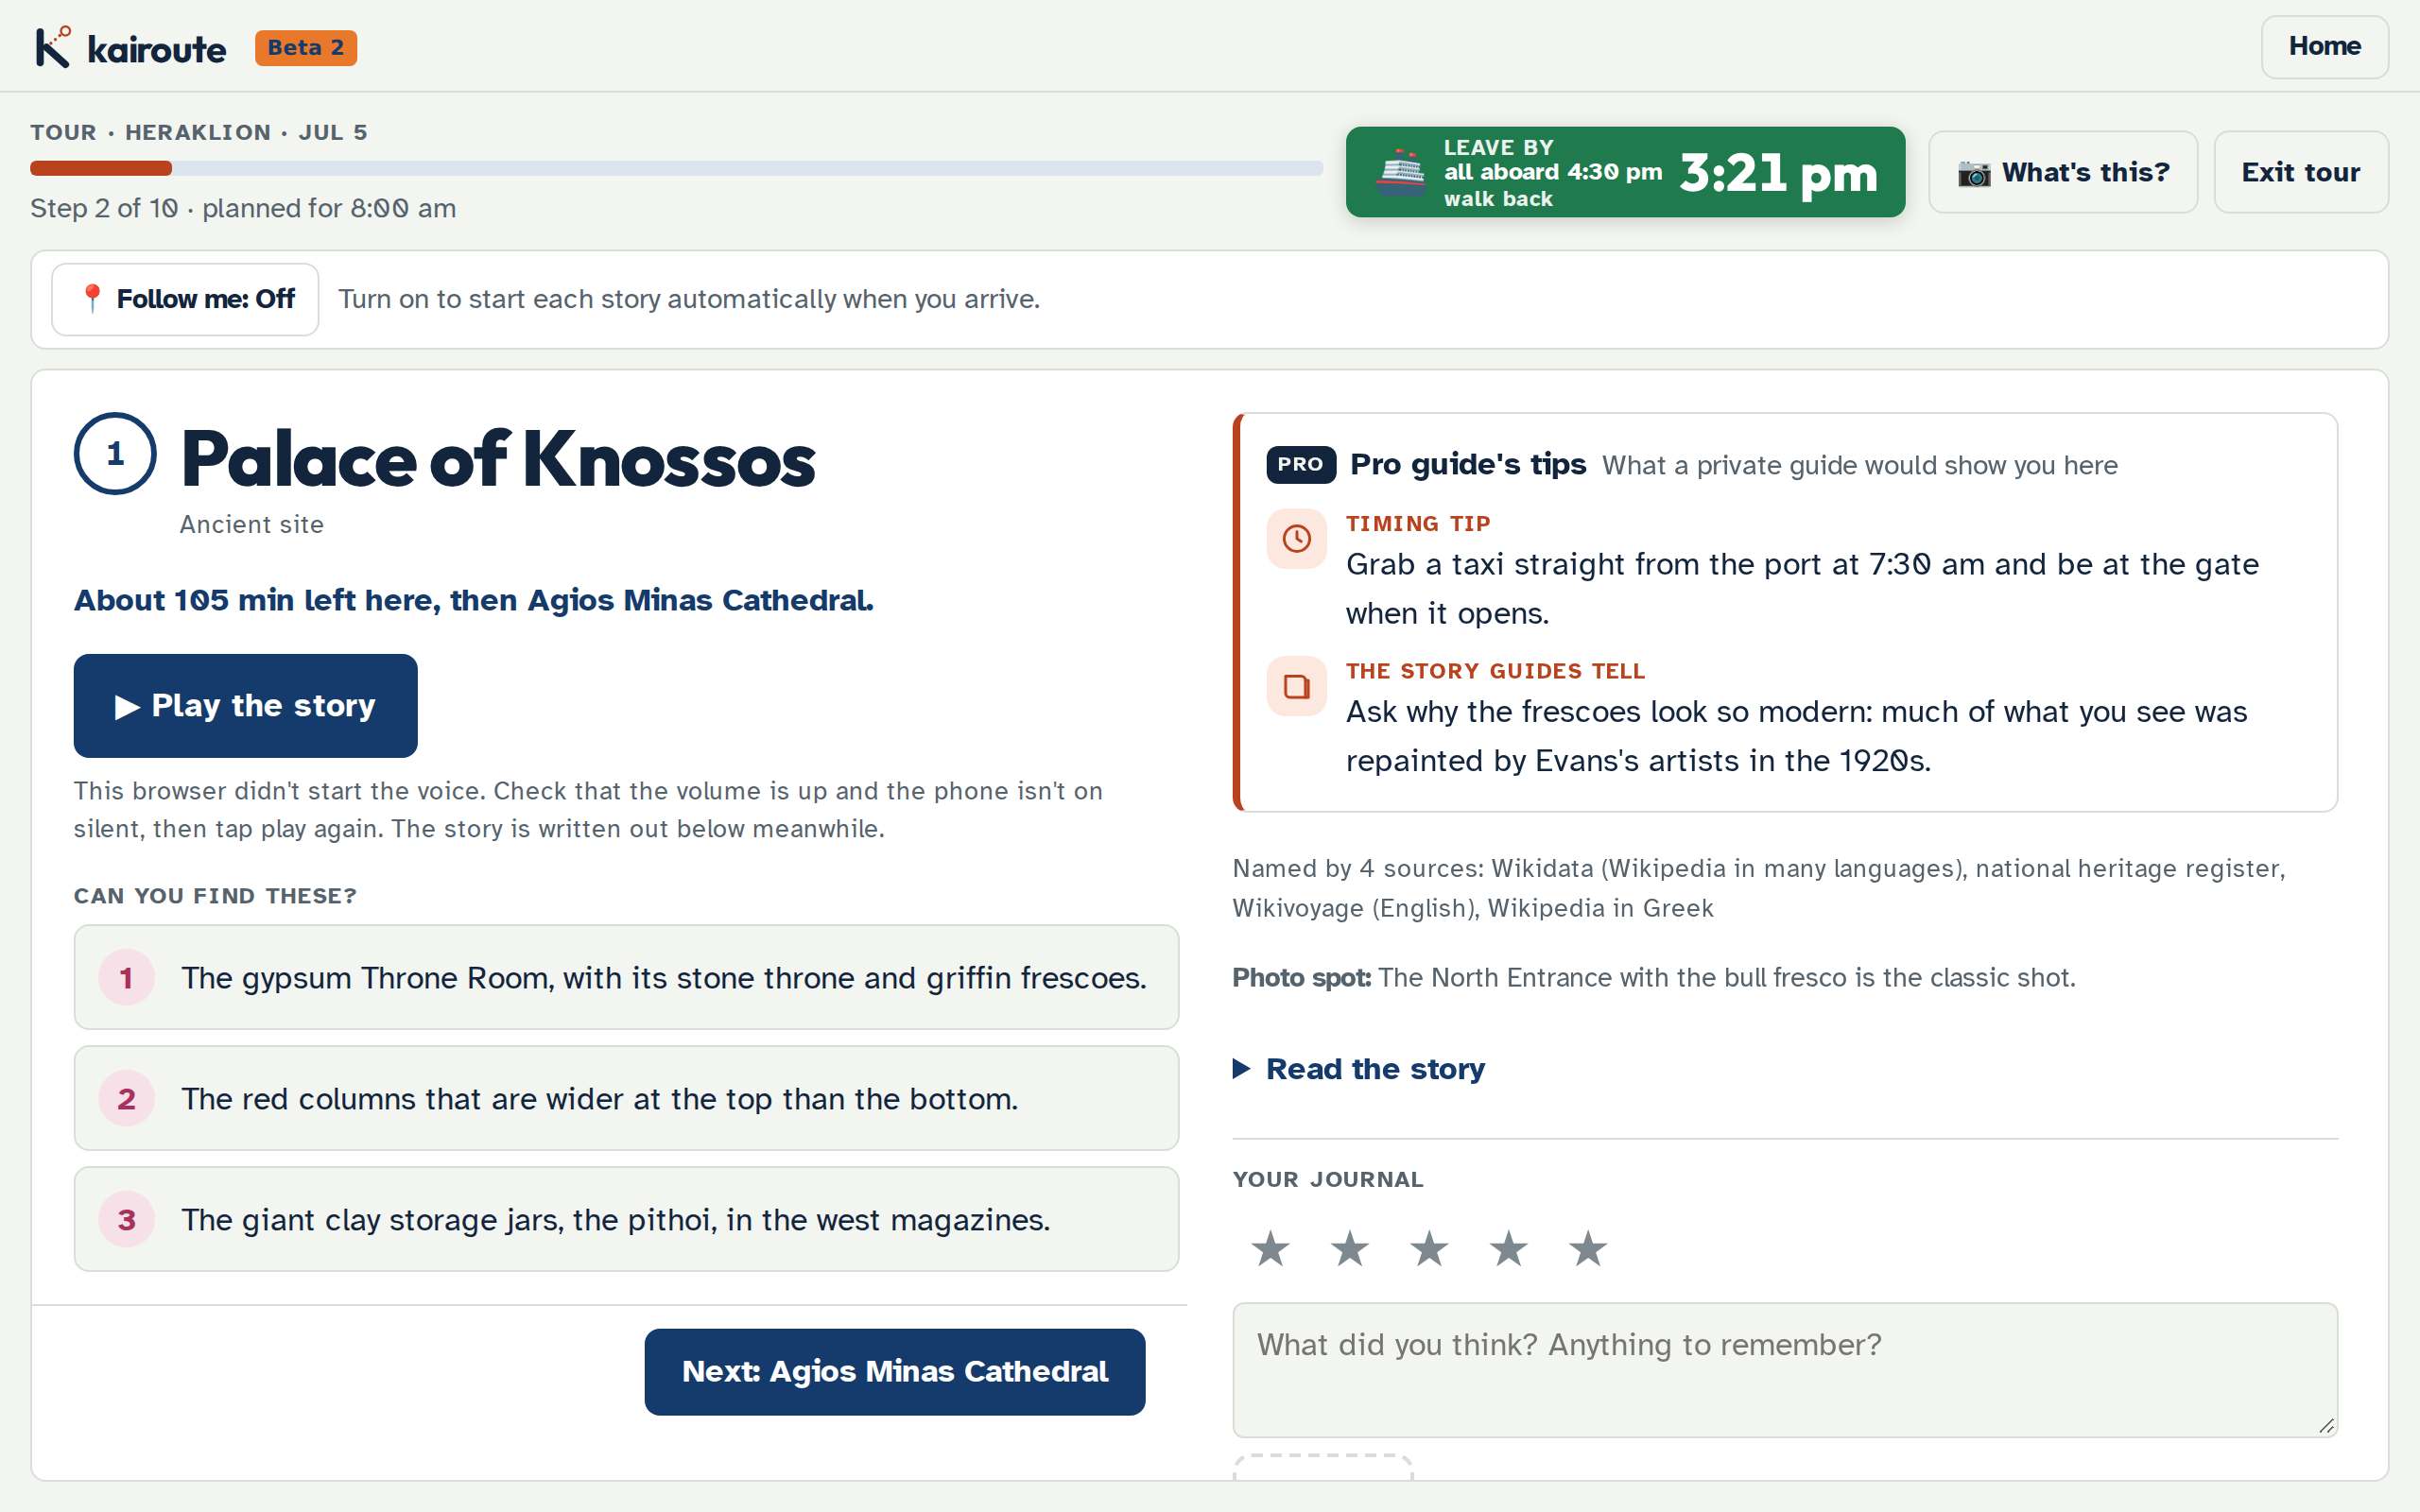 kairoute
Beta 2
Home
TOUR · HERAKLION · JUL 5
Step 2 of 10 · planned for 8:00 am
LEAVE BY
all aboard 4:30 pm
walk back
3:21 pm
What's this?
Exit tour
Follow me: Off
Turn on to start each story automatically when you arrive.
1
Palace of Knossos
Ancient site
About 105 min left here, then Agios Minas Cathedral.
▶ Play the story
This browser didn't start the voice. Check that the volume is up and the phone isn't on
silent, then tap play again. The story is written out below meanwhile.
CAN YOU FIND THESE?
1 The gypsum Throne Room, with its stone throne and griffin frescoes.
2 The red columns that are wider at the top than the bottom.
3 The giant clay storage jars, the pithoi, in the west magazines.
Next: Agios Minas Cathedral
PRO Pro guide's tips What a private guide would show you here
TIMING TIP
Grab a taxi straight from the port at 7:30 am and be at the gate
when it opens.
THE STORY GUIDES TELL
Ask why the frescoes look so modern: much of what you see was
repainted by Evans's artists in the 1920s.
Named by 4 sources: Wikidata (Wikipedia in many languages), national heritage register,
Wikivoyage (English), Wikipedia in Greek
Photo spot: The North Entrance with the bull fresco is the classic shot.
▶ Read the story
YOUR JOURNAL
★ ★ ★ ★ ★
What did you think? Anything to remember?